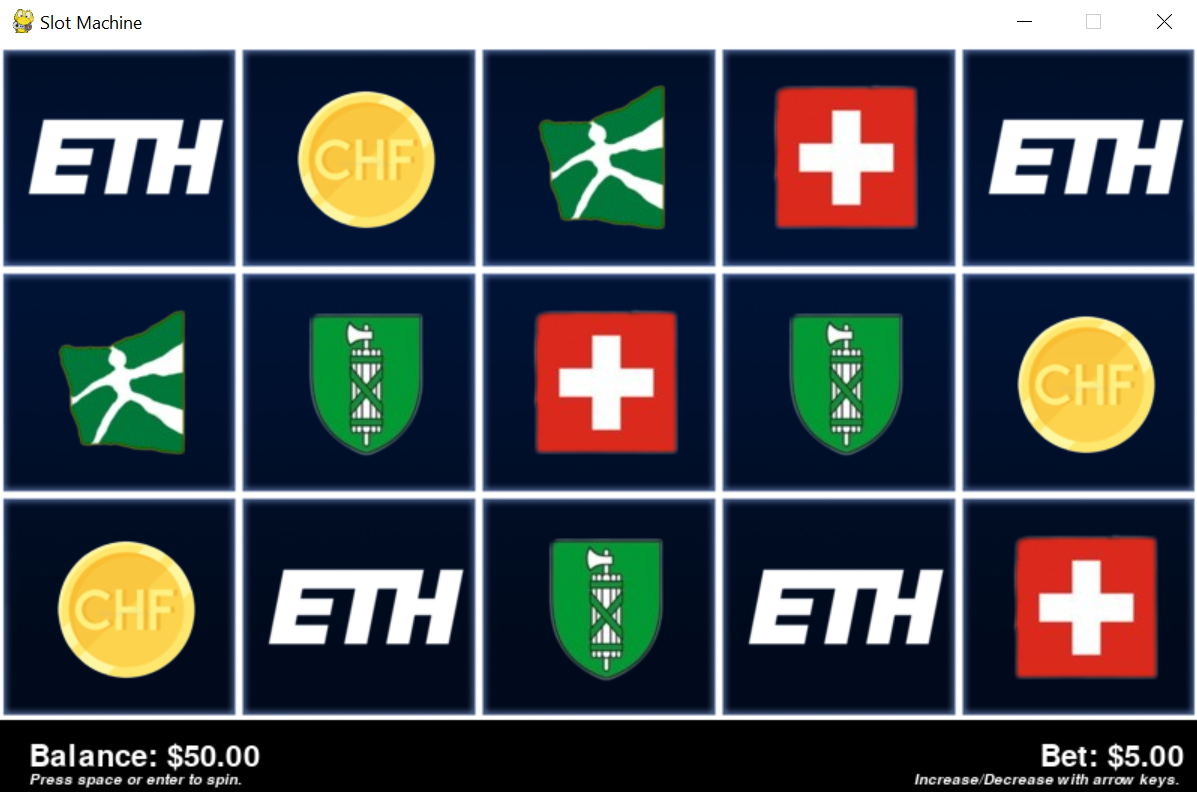 Slot Machine
ETH
CHF
ETH
CHF
CHF
ETH
ETH
Balance: $50.00
Press space or enter to spin.
Bet: $5.00
Increase/Decrease with arrow keys.